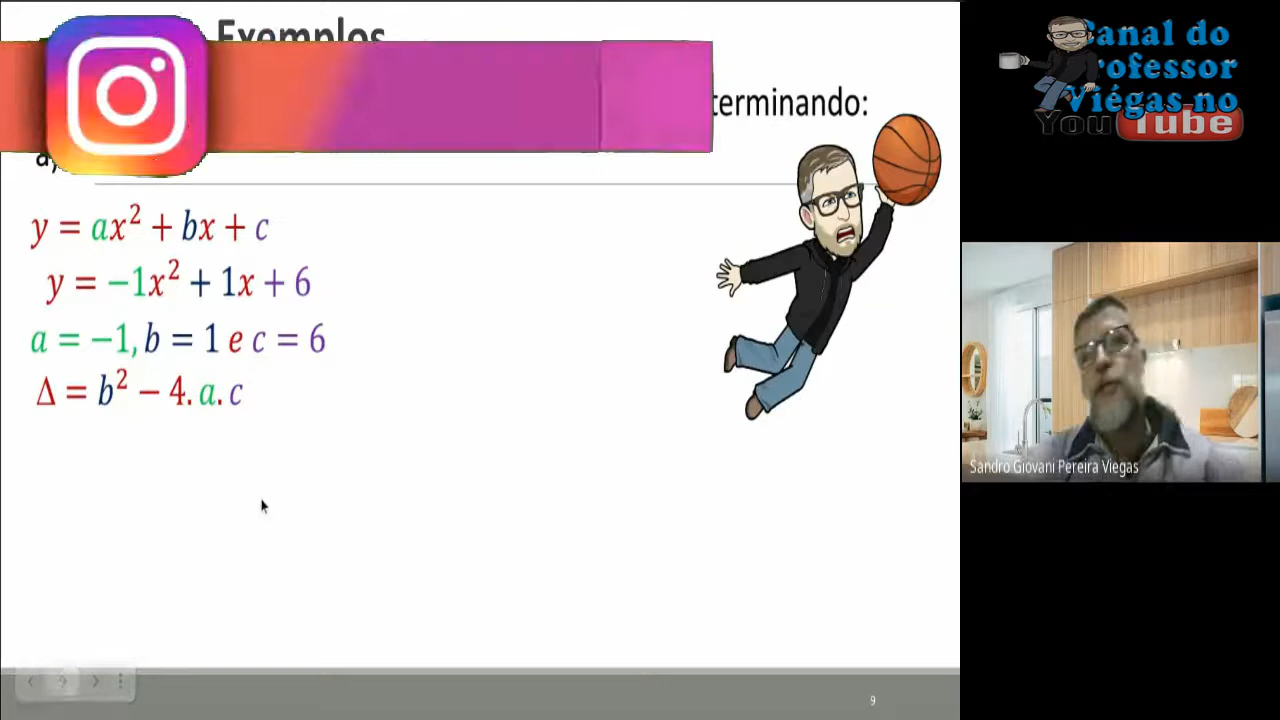 Exemplos
terminando:
y = ax² + bx + c
y = −1x² + 1x + 6
a = −1, b = 1 e c = 6
Δ = b² − 4. a. c
9
Canal do
Professor
Viégas no
YouTube
Sandro Giovani Pereira Viegas